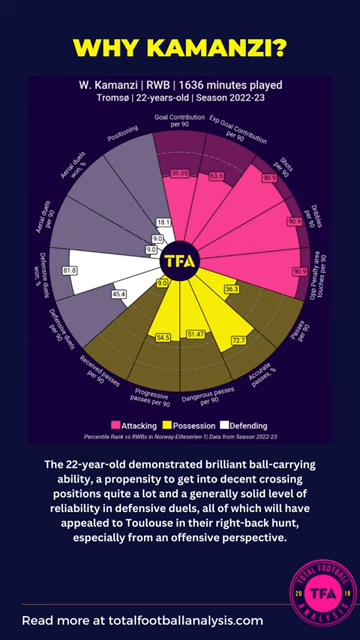 WHY KAMANZI?
W. Kamanzi | RWB | 1636 minutes played
Tromsø | 22-years-old | Season 2022-23
Goal Contribution
per 90
Exp Goal Contribution
per 90
Shots
per 90
Dribbles
per 90
Opp Penalty area
touches per 90
Passes
per 90
Accurate
passes, %
Dangerous passes
per 90
Progressive
passes per 90
Received passes
per 90
Defensive duels
per 90
Defensive duels
won, %
Aerial duels
per 90
Aerial duels
won, %
Positioning
59.05
63.6
90.9
90.9
90.9
36.3
72.7
51.47
54.5
9.0
45.4
81.8
9.0
9.0
18.1
TFA
Attacking
Possession
Defending
Percentile Rank vs RWBs in Norway-Eliteserien-1| Data from Season 2022-23
The 22-year-old demonstrated brilliant ball-carrying
ability, a propensity to get into decent crossing
positions quite a lot and a generally solid level of
reliability in defensive duels, all of which will have
appealed to Toulouse in their right-back hunt,
especially from an offensive perspective.
TOTAL FOOTBALL
20 TFA 18
ANALYSIS
Read more at totalfootballanalysis.com